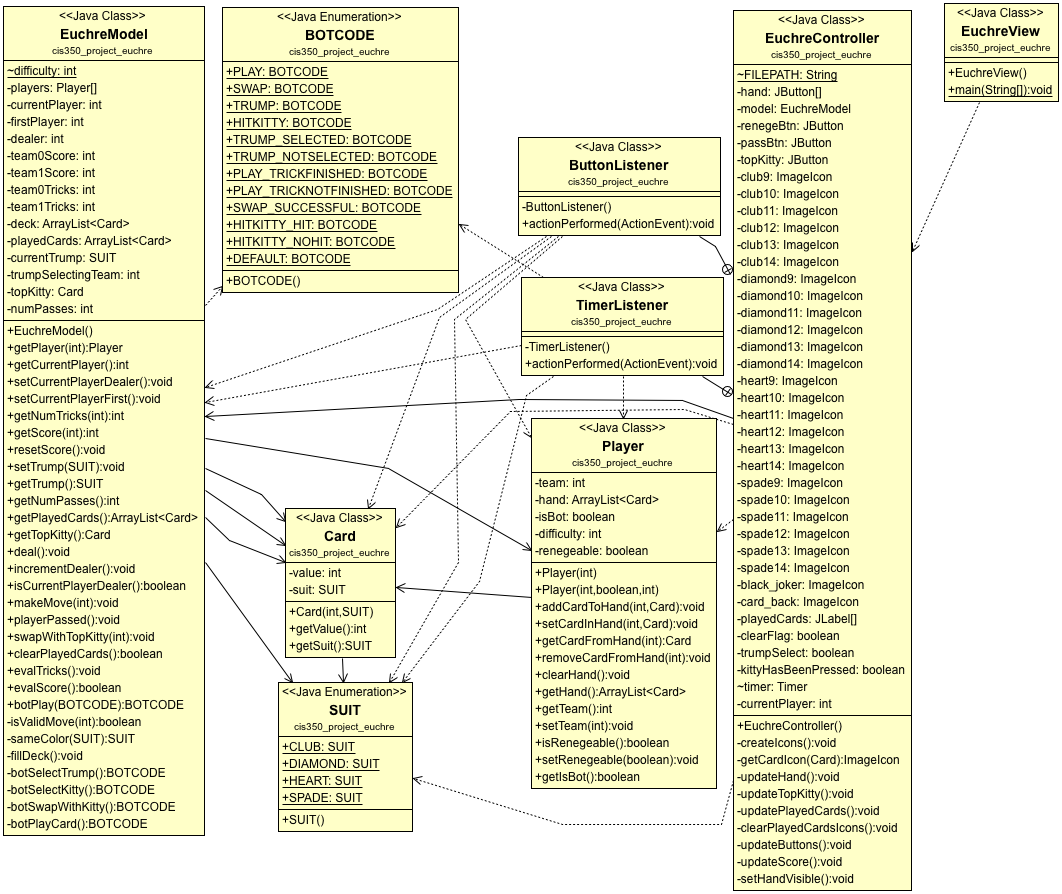 <<Java Class>>
EuchreModel
cis350_project_euchre
~difficulty: int
-players: Player[]
-currentPlayer: int
-firstPlayer: int
-dealer: int
-team0Score: int
-team1Score: int
-team0Tricks: int
-team1Tricks: int
-deck: ArrayList<Card>
-playedCards: ArrayList<Card>
-currentTrump: SUIT
-trumpSelectingTeam: int
-topKitty: Card
-numPasses: int
+EuchreModel()
+getPlayer(int):Player
+getCurrentPlayer():int
+setCurrentPlayerDealer():void
+setCurrentPlayerFirst():void
+getNumTricks(int):int
+getScore(int):int
+resetScore():void
+setTrump(SUIT):void
+getTrump():SUIT
+getNumPasses():int
+getPlayedCards():ArrayList<Card>
+getTopKitty():Card
+deal():void
+incrementDealer():void
+isCurrentPlayerDealer():boolean
+makeMove(int):void
+playerPassed():void
+swapWithTopKitty(int):void
+clearPlayedCards():boolean
+evalTricks():void
+evalScore():boolean
+botPlay(BOTCODE):BOTCODE
-isValidMove(int):boolean
-sameColor(SUIT):SUIT
-fillDeck():void
-botSelectTrump():BOTCODE
-botSelectKitty():BOTCODE
-botSwapWithKitty():BOTCODE
-botPlayCard():BOTCODE
<<Java Enumeration>>
BOTCODE
cis350_project_euchre
+PLAY: BOTCODE
+SWAP: BOTCODE
+TRUMP: BOTCODE
+HITKITTY: BOTCODE
+TRUMP_SELECTED: BOTCODE
+TRUMP_NOTSELECTED: BOTCODE
+PLAY_TRICKFINISHED: BOTCODE
+PLAY_TRICKNOTFINISHED: BOTCODE
+SWAP_SUCCESSFUL: BOTCODE
+HITKITTY_HIT: BOTCODE
+HITKITTY_NOHIT: BOTCODE
+DEFAULT: BOTCODE
+BOTCODE()
<<Java Class>>
ButtonListener
cis350_project_euchre
-ButtonListener()
+actionPerformed(ActionEvent):void
<<Java Class>>
TimerListener
cis350_project_euchre
-TimerListener()
+actionPerformed(ActionEvent):void
<<Java Class>>
Player
cis350_project_euchre
-team: int
-hand: ArrayList<Card>
-isBot: boolean
-difficulty: int
-renegeable: boolean
+Player(int)
+Player(int,boolean,int)
+addCardToHand(int,Card):void
+setCardInHand(int,Card):void
+getCardFromHand(int):Card
+removeCardFromHand(int):void
+clearHand():void
+getHand():ArrayList<Card>
+getTeam():int
+setTeam(int):void
+isRenegeable():boolean
+setRenegeable(boolean):void
+getIsBot():boolean
<<Java Class>>
Card
cis350_project_euchre
-value: int
-suit: SUIT
+Card(int,SUIT)
+getValue():int
+getSuit():SUIT
<<Java Enumeration>>
SUIT
cis350_project_euchre
+CLUB: SUIT
+DIAMOND: SUIT
+HEART: SUIT
+SPADE: SUIT
+SUIT()
<<Java Class>>
EuchreController
cis350_project_euchre
~FILEPATH: String
-hand: JButton[]
-model: EuchreModel
-renegeBtn: JButton
-passBtn: JButton
-topKitty: JButton
-club9: ImageIcon
-club10: ImageIcon
-club11: ImageIcon
-club12: ImageIcon
-club13: ImageIcon
-club14: ImageIcon
-diamond9: ImageIcon
-diamond10: ImageIcon
-diamond11: ImageIcon
-diamond12: ImageIcon
-diamond13: ImageIcon
-diamond14: ImageIcon
-heart9: ImageIcon
-heart10: ImageIcon
-heart11: ImageIcon
-heart12: ImageIcon
-heart13: ImageIcon
-heart14: ImageIcon
-spade9: ImageIcon
-spade10: ImageIcon
-spade11: ImageIcon
-spade12: ImageIcon
-spade13: ImageIcon
-spade14: ImageIcon
-black_joker: ImageIcon
-card_back: ImageIcon
-playedCards: JLabel[]
-clearFlag: boolean
-trumpSelect: boolean
-kittyHasBeenPressed: boolean
~timer: Timer
-currentPlayer: int
+EuchreController()
-createIcons():void
-getCardIcon(Card):ImageIcon
-updateHand():void
-updateTopKitty():void
-updatePlayedCards():void
-clearPlayedCardsIcons():void
-updateButtons():void
-updateScore():void
-setHandVisible():void
<<Java Class>>
EuchreView
cis350_project_euchre
+EuchreView()
+main(String[]):void